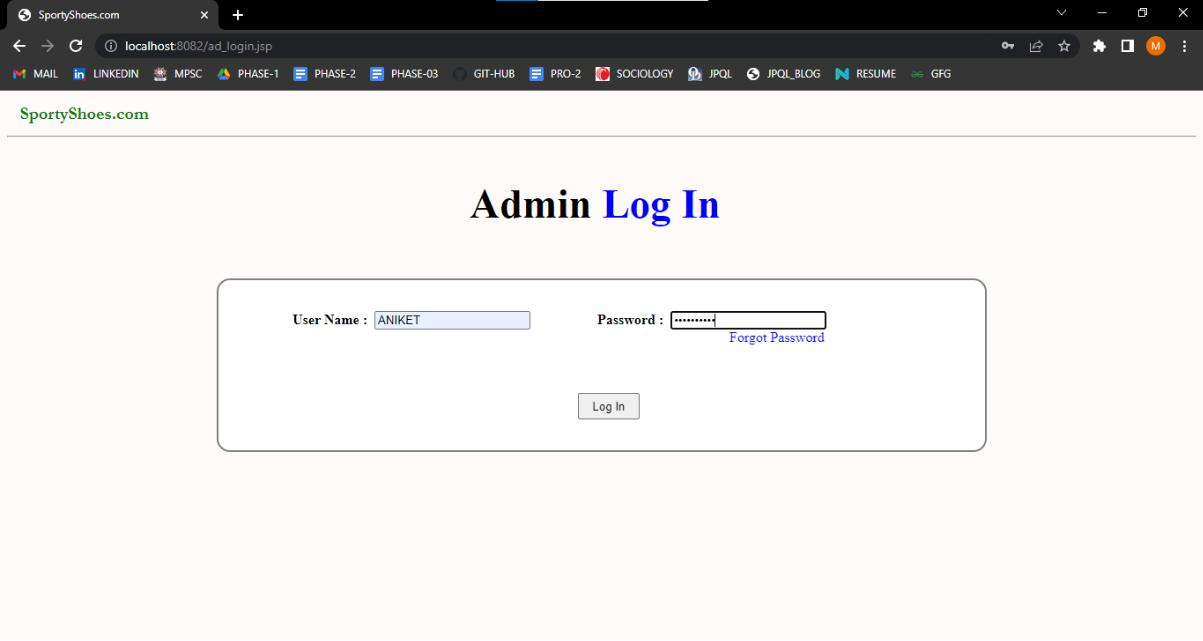 SportyShoes.com
localhost:8082/ad_login.jsp
M
MAIL LINKEDIN MPSC PHASE-1 PHASE-2 PHASE-03 GIT-HUB PRO-2 SOCIOLOGY JPQL JPQL_BLOG RESUME GFG
SportyShoes.com
Admin Log In
User Name : ANIKET Password : ••••••••••
Forgot Password
Log In